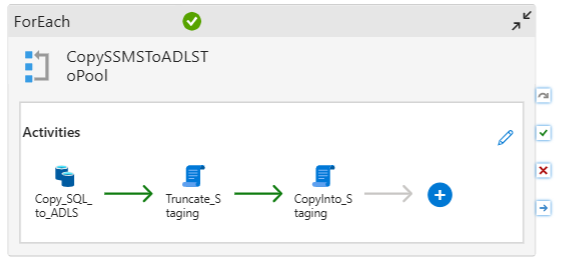 ForEach
CopySSMSToADLST
oPool
Activities
Copy_SQL_
to_ADLS
Truncate_S
taging
CopyInto_S
taging